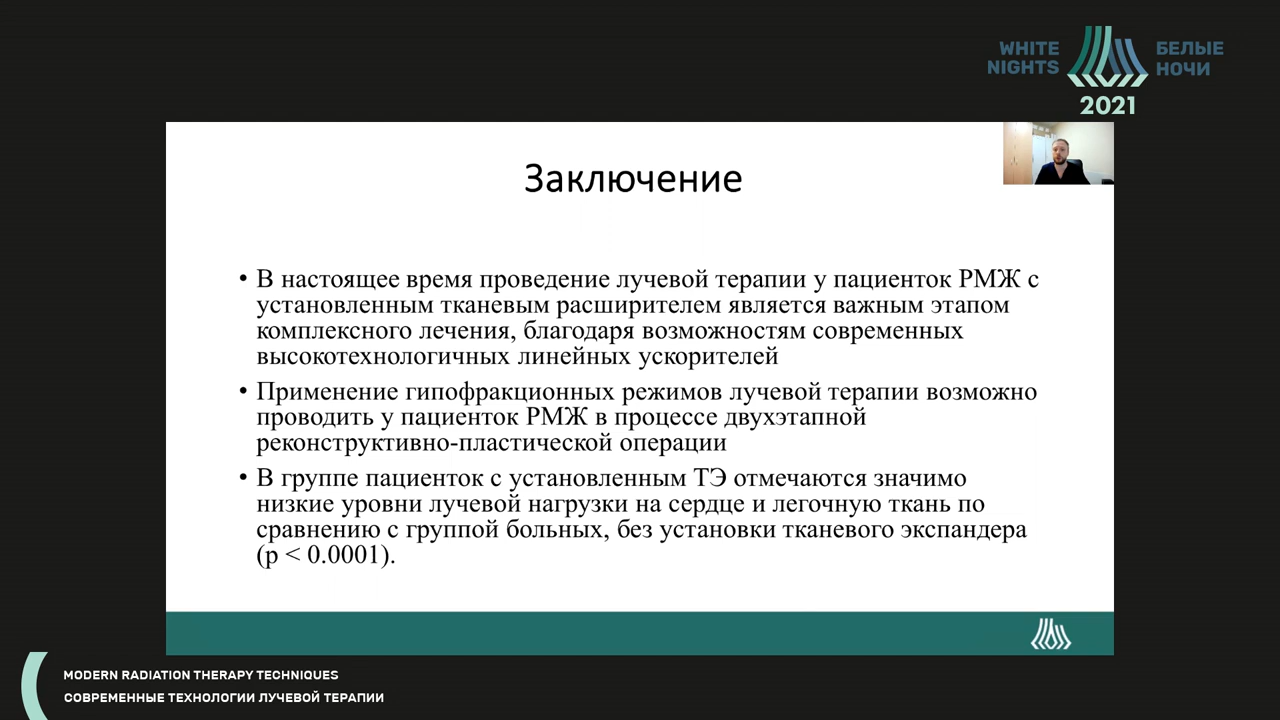 WHITE NIGHTS
БЕЛЫЕ НОЧИ
2021
Заключение
• В настоящее время проведение лучевой терапии у пациенток РМЖ с
установленным тканевым расширителем является важным этапом
комплексного лечения, благодаря возможностям современных
высокотехнологичных линейных ускорителей
• Применение гипофракционных режимов лучевой терапии возможно
проводить у пациенток РМЖ в процессе двухэтапной
реконструктивно-пластической операции
• В группе пациенток с установленным ТЭ отмечаются значимо
низкие уровни лучевой нагрузки на сердце и легочную ткань по
сравнению с группой больных, без установки тканевого экспандера
(p < 0.0001).
MODERN RADIATION THERAPY TECHNIQUES
СОВРЕМЕННЫЕ ТЕХНОЛОГИИ ЛУЧЕВОЙ ТЕРАПИИ